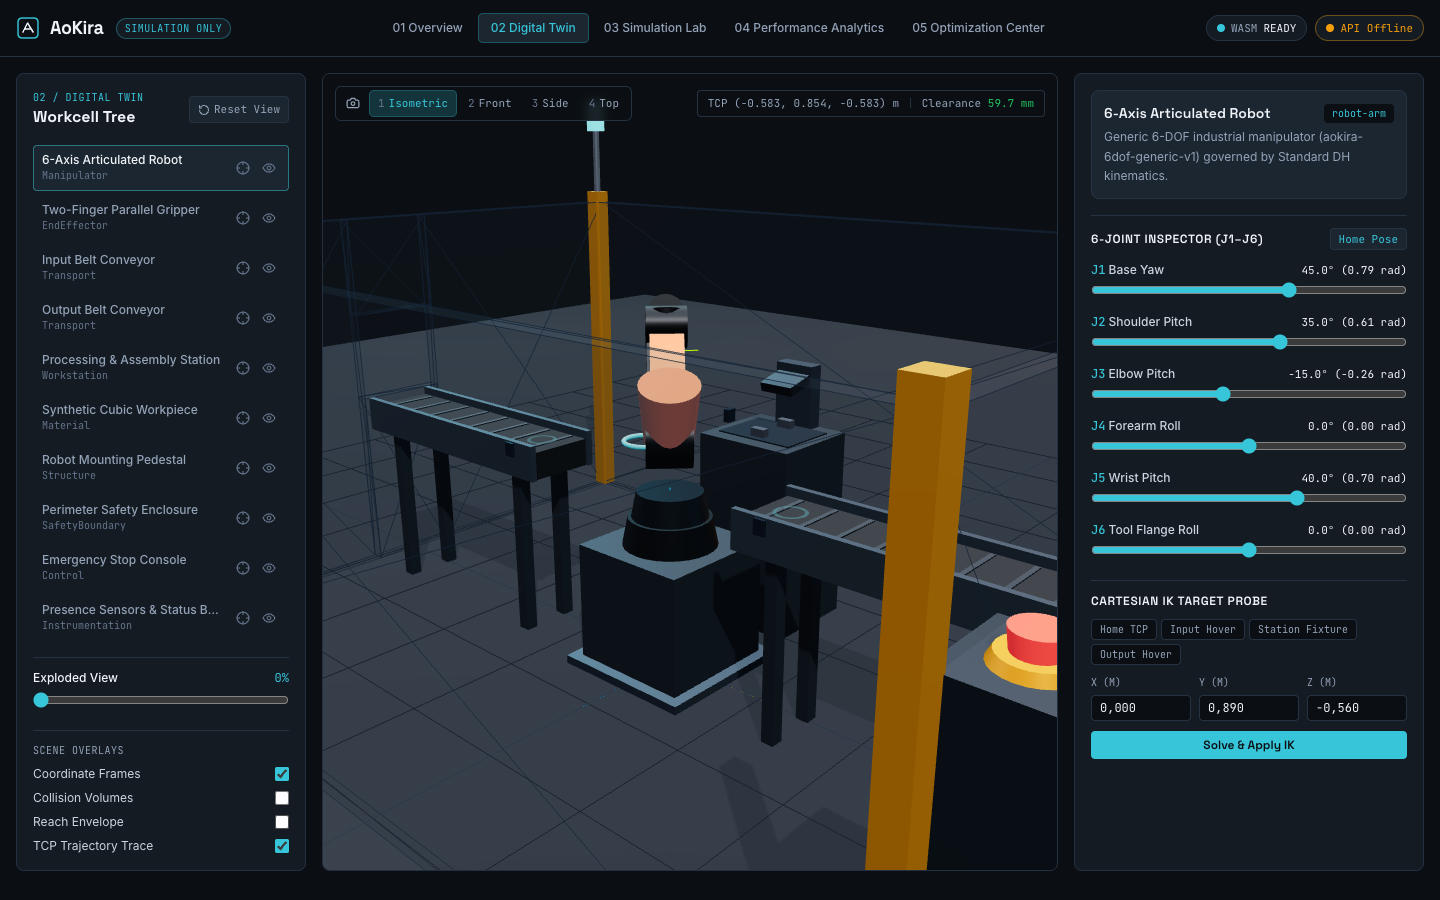 AoKira
SIMULATION ONLY
01 Overview
02 Digital Twin
03 Simulation Lab
04 Performance Analytics
05 Optimization Center
WASM READY
API Offline
02 / DIGITAL TWIN
Workcell Tree
Reset View
6-Axis Articulated Robot
Manipulator
Two-Finger Parallel Gripper
EndEffector
Input Belt Conveyor
Transport
Output Belt Conveyor
Transport
Processing & Assembly Station
Workstation
Synthetic Cubic Workpiece
Material
Robot Mounting Pedestal
Structure
Perimeter Safety Enclosure
SafetyBoundary
Emergency Stop Console
Control
Presence Sensors & Status B...
Instrumentation
Exploded View 0%
SCENE OVERLAYS
Coordinate Frames
Collision Volumes
Reach Envelope
TCP Trajectory Trace
1 Isometric 2 Front 3 Side 4 Top
TCP (-0.583, 0.854, -0.583) m | Clearance 59.7 mm
6-Axis Articulated Robot
robot-arm
Generic 6-DOF industrial manipulator (aokira-
6dof-generic-v1) governed by Standard DH
kinematics.
6-JOINT INSPECTOR (J1–J6)
Home Pose
J1 Base Yaw 45.0° (0.79 rad)
J2 Shoulder Pitch 35.0° (0.61 rad)
J3 Elbow Pitch -15.0° (-0.26 rad)
J4 Forearm Roll 0.0° (0.00 rad)
J5 Wrist Pitch 40.0° (0.70 rad)
J6 Tool Flange Roll 0.0° (0.00 rad)
CARTESIAN IK TARGET PROBE
Home TCP Input Hover Station Fixture
Output Hover
X (M) Y (M) Z (M)
0,000 0,890 -0,560
Solve & Apply IK